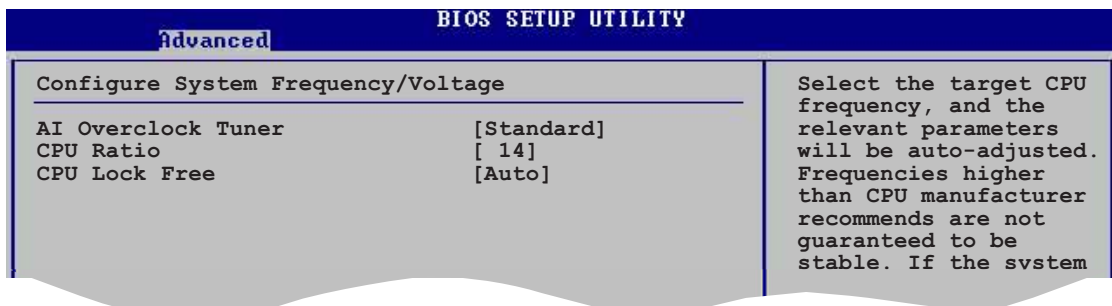 BIOS SETUP UTILITY
Advanced
Configure System Frequency/Voltage
AI Overclock Tuner [Standard]
CPU Ratio [ 14]
CPU Lock Free [Auto]
Select the target CPU
frequency, and the
relevant parameters
will be auto-adjusted.
Frequencies higher
than CPU manufacturer
recommends are not
guaranteed to be
stable. If the system